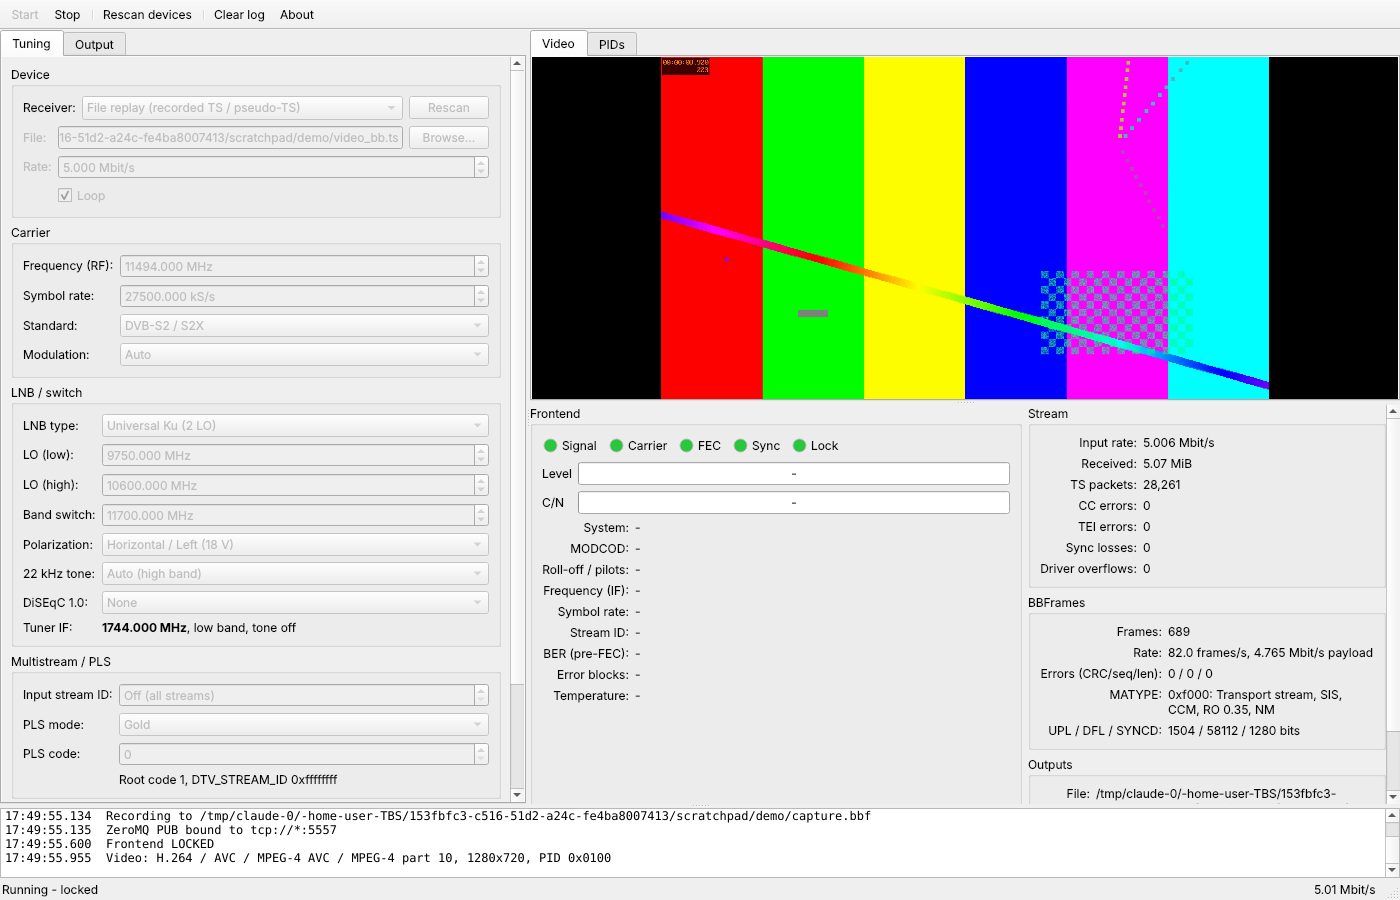 Start Stop Rescan devices Clear log About
Tuning Output
Device
Receiver: File replay (recorded TS / pseudo-TS) Rescan
File: 16-51d2-a24c-fe4ba8007413/scratchpad/demo/video_bb.ts Browse...
Rate: 5.000 Mbit/s
Loop
Carrier
Frequency (RF): 11494.000 MHz
Symbol rate: 27500.000 kS/s
Standard: DVB-S2 / S2X
Modulation: Auto
LNB / switch
LNB type: Universal Ku (2 LO)
LO (low): 9750.000 MHz
LO (high): 10600.000 MHz
Band switch: 11700.000 MHz
Polarization: Horizontal / Left (18 V)
22 kHz tone: Auto (high band)
DiSEqC 1.0: None
Tuner IF: 1744.000 MHz, low band, tone off
Multistream / PLS
Input stream ID: Off (all streams)
PLS mode: Gold
PLS code: 0
Root code 1, DTV_STREAM_ID 0xffffffff
Video PIDs
223
Frontend
Signal Carrier FEC Sync Lock
Level -
C/N -
System: -
MODCOD: -
Roll-off / pilots: -
Frequency (IF): -
Symbol rate: -
Stream ID: -
BER (pre-FEC): -
Error blocks: -
Temperature: -
Stream
Input rate: 5.006 Mbit/s
Received: 5.07 MiB
TS packets: 28,261
CC errors: 0
TEI errors: 0
Sync losses: 0
Driver overflows: 0
BBFrames
Frames: 689
Rate: 82.0 frames/s, 4.765 Mbit/s payload
Errors (CRC/seq/len): 0 / 0 / 0
MATYPE: 0xf000: Transport stream, SIS,
CCM, RO 0.35, NM
UPL / DFL / SYNCD: 1504 / 58112 / 1280 bits
Outputs
File: /tmp/claude-0/-home-user-TBS/153fbfc3-
17:49:55.134 Recording to /tmp/claude-0/-home-user-TBS/153fbfc3-c516-51d2-a24c-fe4ba8007413/scratchpad/demo/capture.bbf
17:49:55.135 ZeroMQ PUB bound to tcp://*:5557
17:49:55.600 Frontend LOCKED
17:49:55.955 Video: H.264 / AVC / MPEG-4 AVC / MPEG-4 part 10, 1280x720, PID 0x0100
Running - locked 5.01 Mbit/s